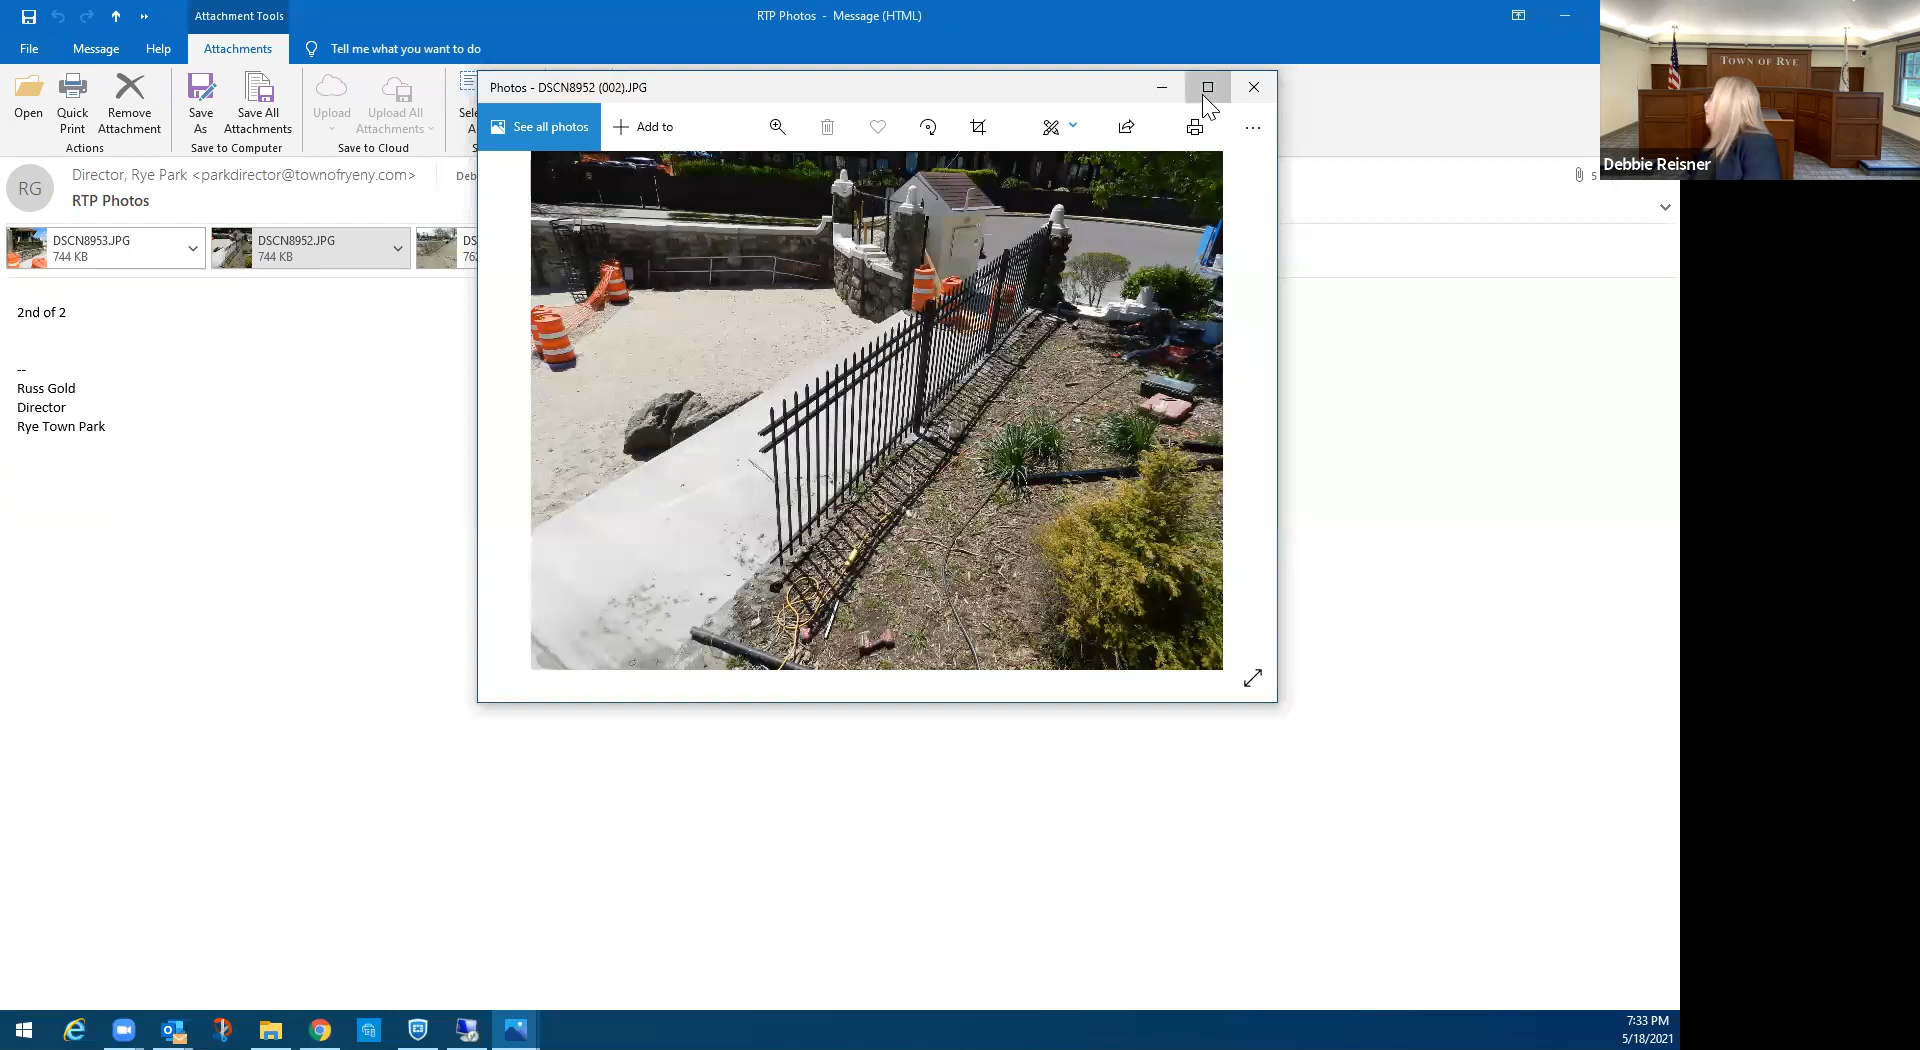 Attachment Tools
RTP Photos - Message (HTML)
File Message Help Attachments Tell me what you want to do
Open
Quick Print
Remove Attachment
Actions
Save As
Save All Attachments
Save to Computer
Upload
Upload All Attachments
Save to Cloud
Photos - DSCN8952 (002).JPG
See all photos
Add to
RG
Director, Rye Park <parkdirector@townofryeny.com>
RTP Photos
5
DSCN8953.JPG
744 KB
DSCN8952.JPG
744 KB
2nd of 2
--
Russ Gold
Director
Rye Town Park
TOWN OF RYE
Debbie Reisner
7:33 PM
5/18/2021